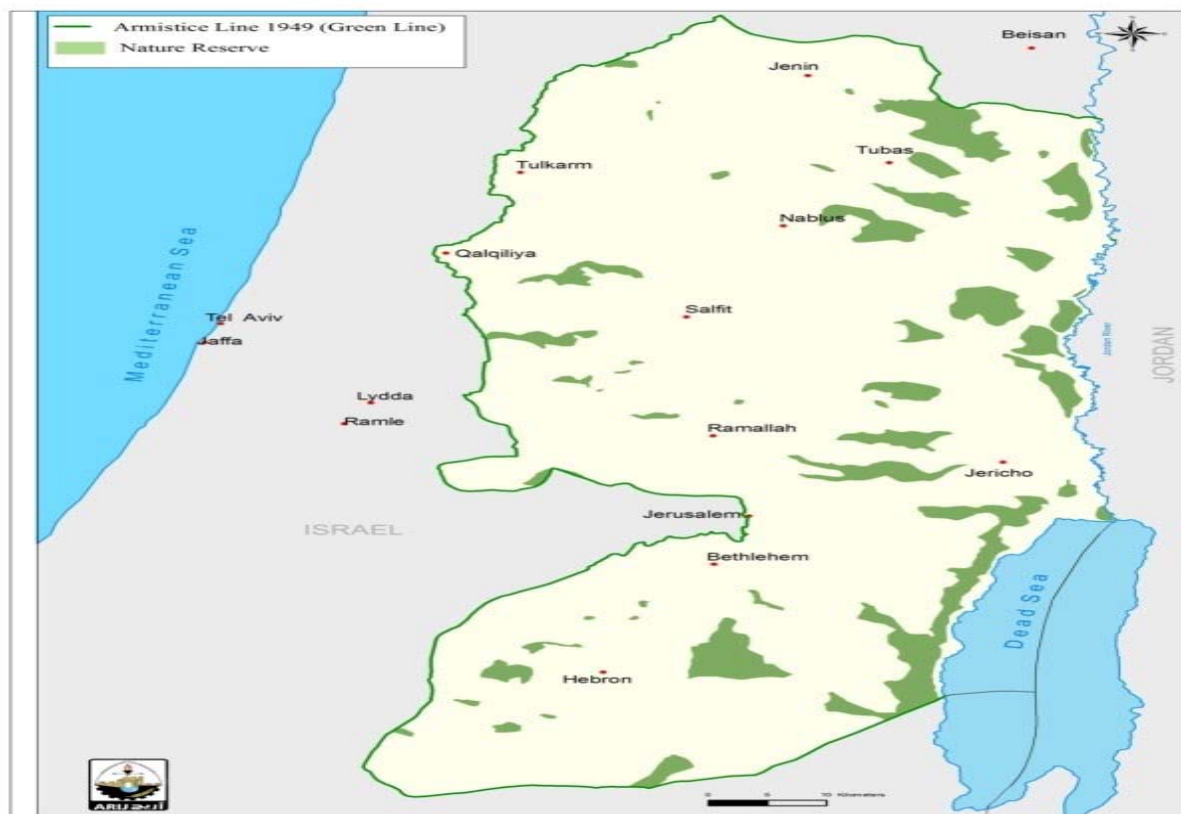 Armistice Line 1949 (Green Line)
Nature Reserve
Beisan
Jenin
Tubas
Tulkarm
Nablus
Qalqiliya
Salfit
Mediterranean Sea
Tel Aviv
Jaffa
Jordan River
JORDAN
Lydda
Ramle
Ramallah
Jericho
Jerusalem
ISRAEL
Bethlehem
Dead Sea
Hebron
ARIJ أريج
0 5 10 Kilometers